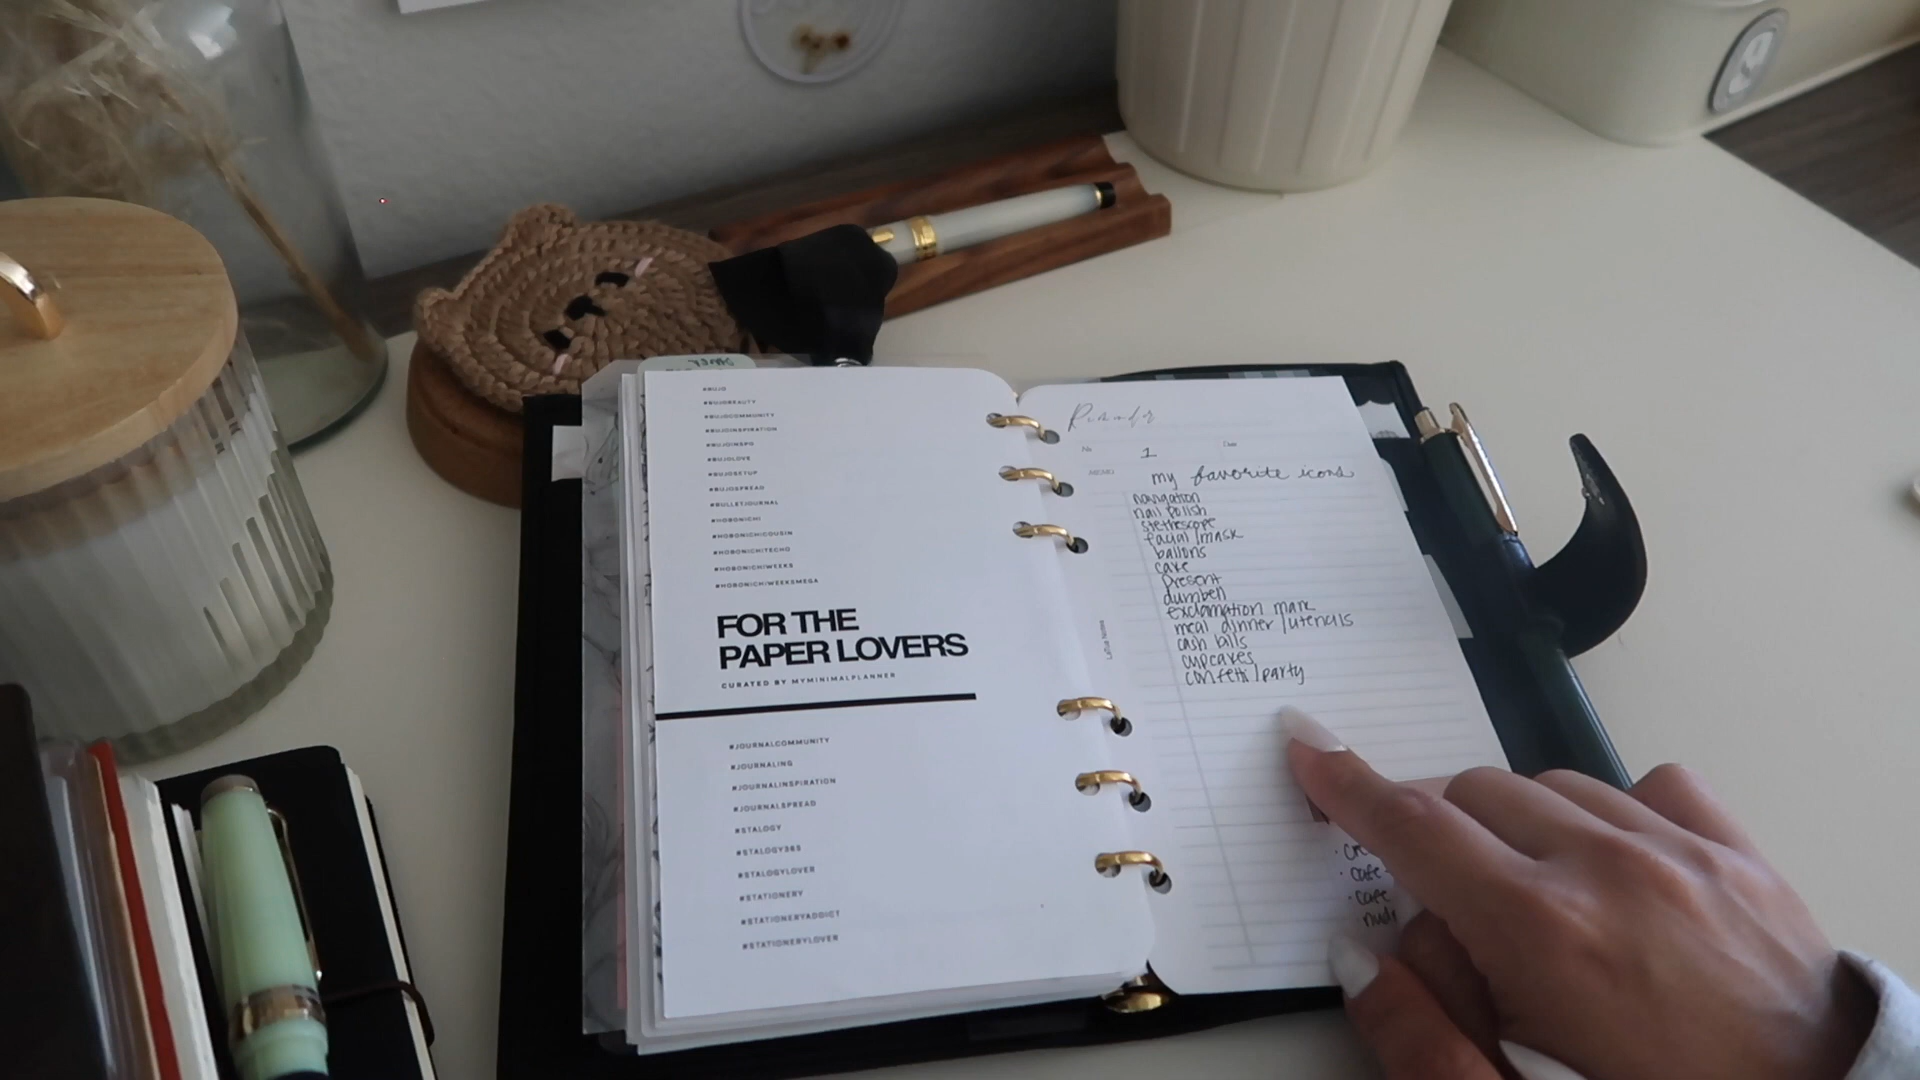 #BUJO
#BUJOBEAUTY
#BUJOCOMMUNITY
#BUJOINSPIRATION
#BUJOINSPO
#BUJOLOVE
#BUJOSETUP
#BUJOSPREAD
#BULLETJOURNAL
#HOBONICHI
#HOBONICHICOUSIN
#HOBONICHITECHO
#HOBONICHIWEEKS
#HOBONICHIWEEKSMEGA
FOR THE
PAPER LOVERS
CURATED BY MYMINIMALPLANNER
#JOURNALCOMMUNITY
#JOURNALING
#JOURNALINSPIRATION
#JOURNALSPREAD
#STALOGY
#STALOGY365
#STALOGYLOVER
#STATIONERY
#STATIONERYADDICT
#STATIONERYLOVER
No 1 Date
MEMO
my favorite icons
navigation
nail polish
stethescope
facial/mask
ballons
cake
present
dumbell
exclamation mark
meal dinner/utencils
cash bills
cupcakes
confetti/party
· cafe
· cafe